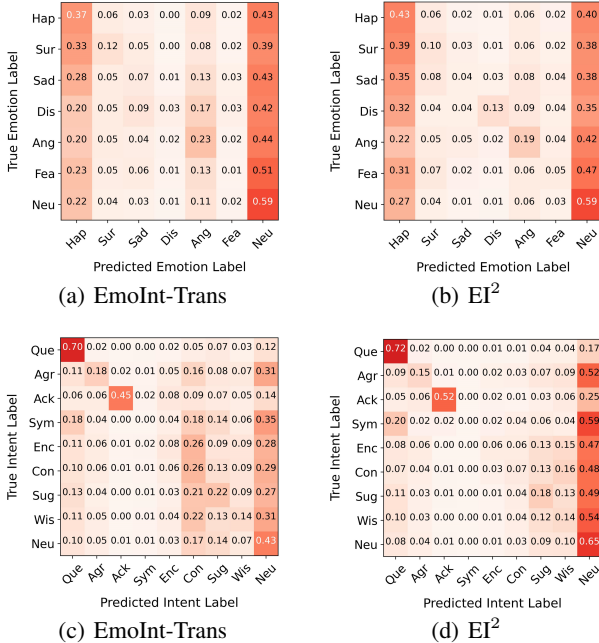 Hap 0.37 0.06 0.03 0.00 0.09 0.02 0.43
Sur 0.33 0.12 0.05 0.00 0.08 0.02 0.39
Sad 0.28 0.05 0.07 0.01 0.13 0.03 0.43
Dis 0.20 0.05 0.09 0.03 0.17 0.03 0.42
Ang 0.20 0.05 0.04 0.02 0.23 0.02 0.44
Fea 0.23 0.05 0.06 0.01 0.13 0.01 0.51
Neu 0.22 0.04 0.03 0.01 0.11 0.02 0.59
True Emotion Label
Hap Sur Sad Dis Ang Fea Neu
Predicted Emotion Label
(a) EmoInt-Trans
Hap 0.43 0.06 0.02 0.01 0.06 0.02 0.40
Sur 0.39 0.10 0.03 0.01 0.06 0.02 0.38
Sad 0.35 0.08 0.04 0.03 0.08 0.04 0.38
Dis 0.32 0.04 0.04 0.13 0.09 0.04 0.35
Ang 0.22 0.05 0.05 0.02 0.19 0.04 0.42
Fea 0.31 0.07 0.02 0.01 0.06 0.05 0.47
Neu 0.27 0.04 0.01 0.01 0.06 0.03 0.59
True Emotion Label
Hap Sur Sad Dis Ang Fea Neu
Predicted Emotion Label
(b) EI²
Que 0.70 0.02 0.00 0.00 0.02 0.05 0.07 0.03 0.12
Agr 0.11 0.18 0.02 0.01 0.05 0.16 0.08 0.07 0.31
Ack 0.06 0.06 0.45 0.02 0.08 0.09 0.07 0.05 0.14
Sym 0.18 0.04 0.00 0.01 0.04 0.18 0.14 0.06 0.35
Enc 0.11 0.06 0.01 0.02 0.08 0.26 0.09 0.09 0.28
Con 0.10 0.06 0.01 0.01 0.06 0.26 0.13 0.09 0.29
Sug 0.13 0.04 0.00 0.01 0.03 0.21 0.22 0.09 0.27
Wis 0.11 0.05 0.00 0.01 0.04 0.22 0.13 0.14 0.31
Neu 0.10 0.05 0.01 0.01 0.03 0.17 0.14 0.07 0.43
True Intent Label
Que Agr Ack Sym Enc Con Sug Wis Neu
Predicted Intent Label
(c) EmoInt-Trans
Que 0.72 0.02 0.00 0.00 0.01 0.01 0.04 0.04 0.17
Agr 0.09 0.15 0.01 0.00 0.02 0.03 0.07 0.09 0.52
Ack 0.05 0.06 0.52 0.00 0.02 0.01 0.03 0.06 0.25
Sym 0.20 0.02 0.00 0.02 0.02 0.04 0.06 0.04 0.59
Enc 0.08 0.06 0.00 0.00 0.06 0.06 0.13 0.15 0.47
Con 0.07 0.04 0.01 0.00 0.03 0.07 0.13 0.16 0.48
Sug 0.11 0.03 0.00 0.00 0.01 0.04 0.18 0.13 0.49
Wis 0.10 0.03 0.00 0.00 0.02 0.04 0.12 0.14 0.54
Neu 0.08 0.04 0.01 0.00 0.01 0.03 0.09 0.10 0.65
True Intent Label
Que Agr Ack Sym Enc Con Sug Wis Neu
Predicted Intent Label
(d) EI²